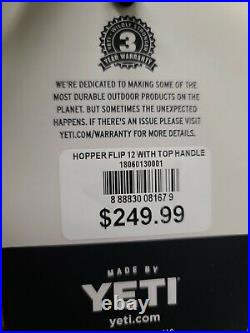 3
YEAR WARRANTY
WE'RE DEDICATED TO MAKING SOME OF THE
MOST DURABLE OUTDOOR PRODUCTS ON THE
PLANET. BUT SOMETIMES THE UNEXPECTED
HAPPENS. IF THERE'S AN ISSUE PLEASE VISIT
YETI.COM/WARRANTY FOR MORE DETAILS.
HOPPER FLIP 12 WITH TOP HANDLE
18060130001
8 88830 08167 9
$249.99
MADE BY
YETI
yeti.com